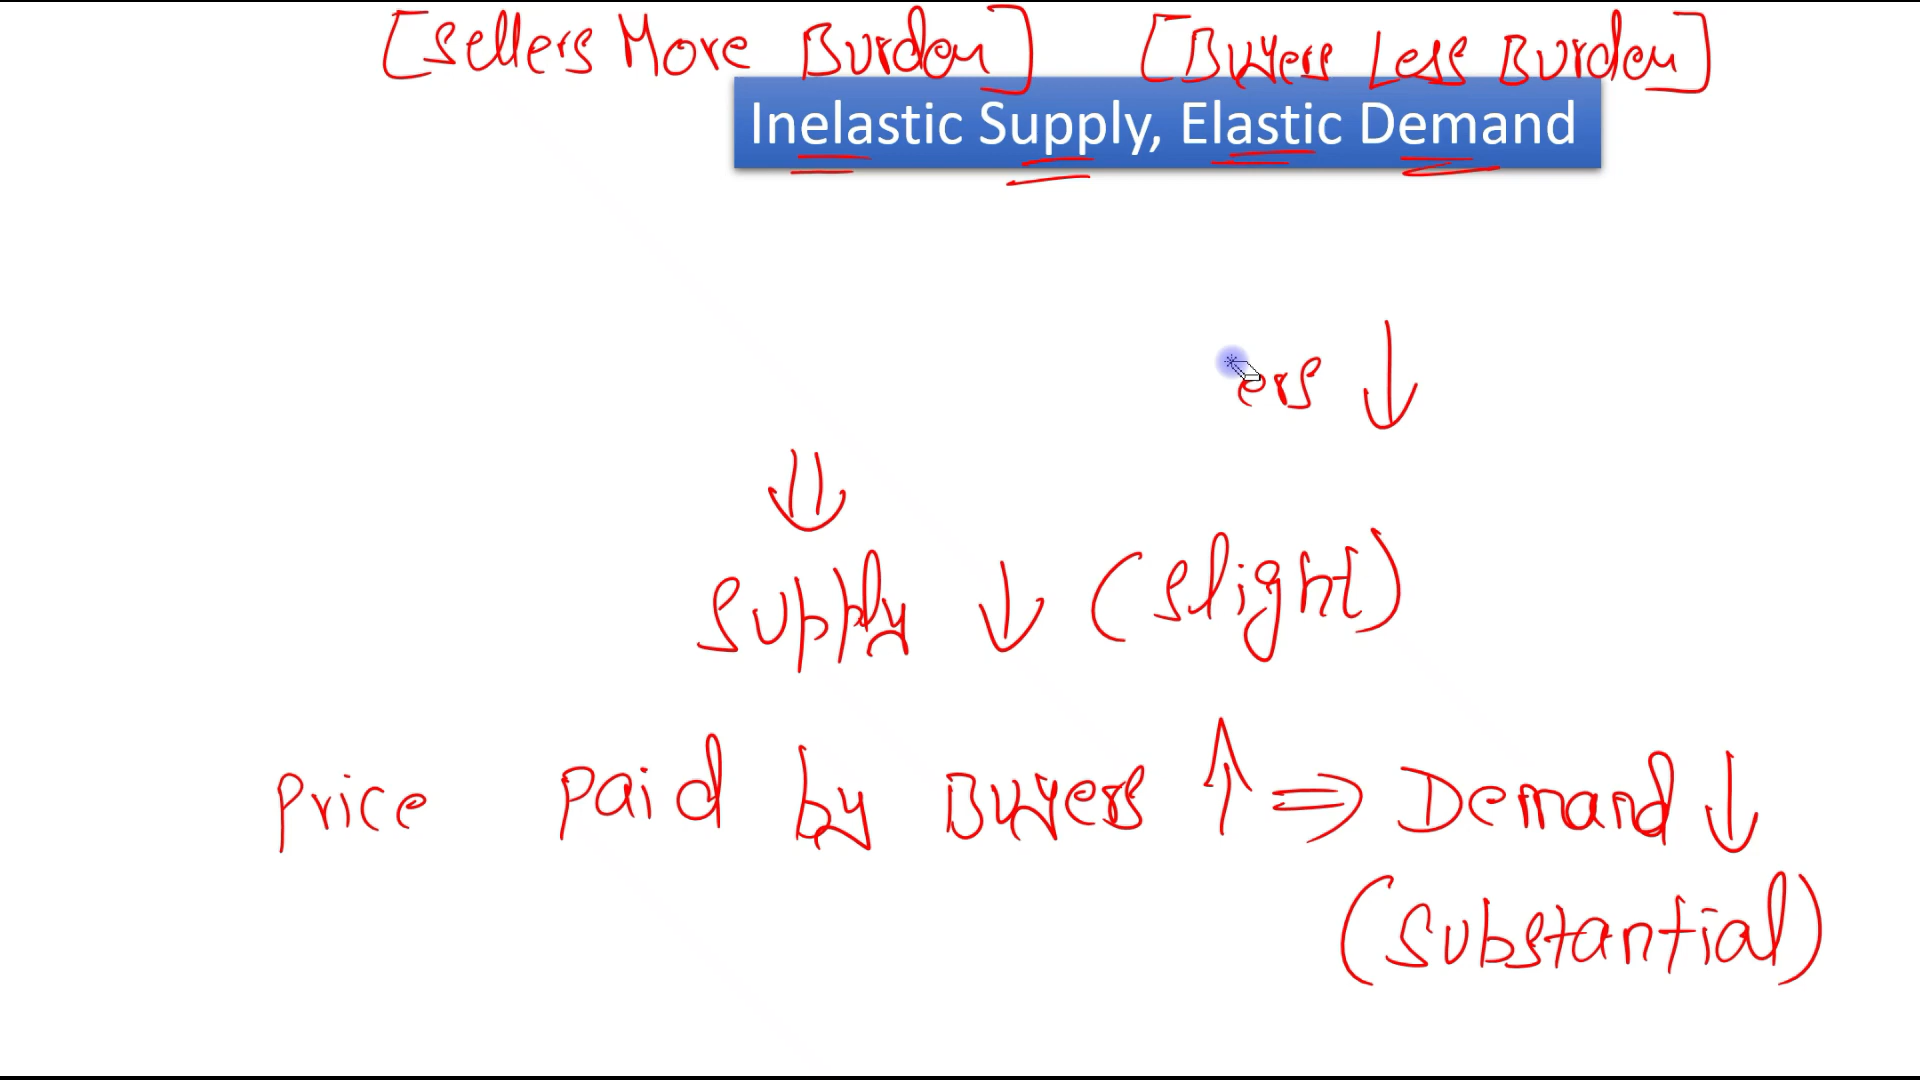 [Sellers More Burden] [Buyers Less Burden]
Inelastic Supply, Elastic Demand
ers ↓
⇓
Supply ↓ (slight)
Price Paid by Buyers ↑ ⇒ Demand ↓
(Substantial)